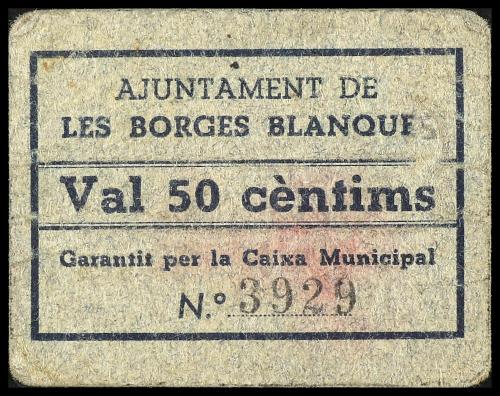 AJUNTAMENT DE
LES BORGES BLANQUES
Val 50 cèntims
Garantit per la Caixa Municipal
N.º 3929